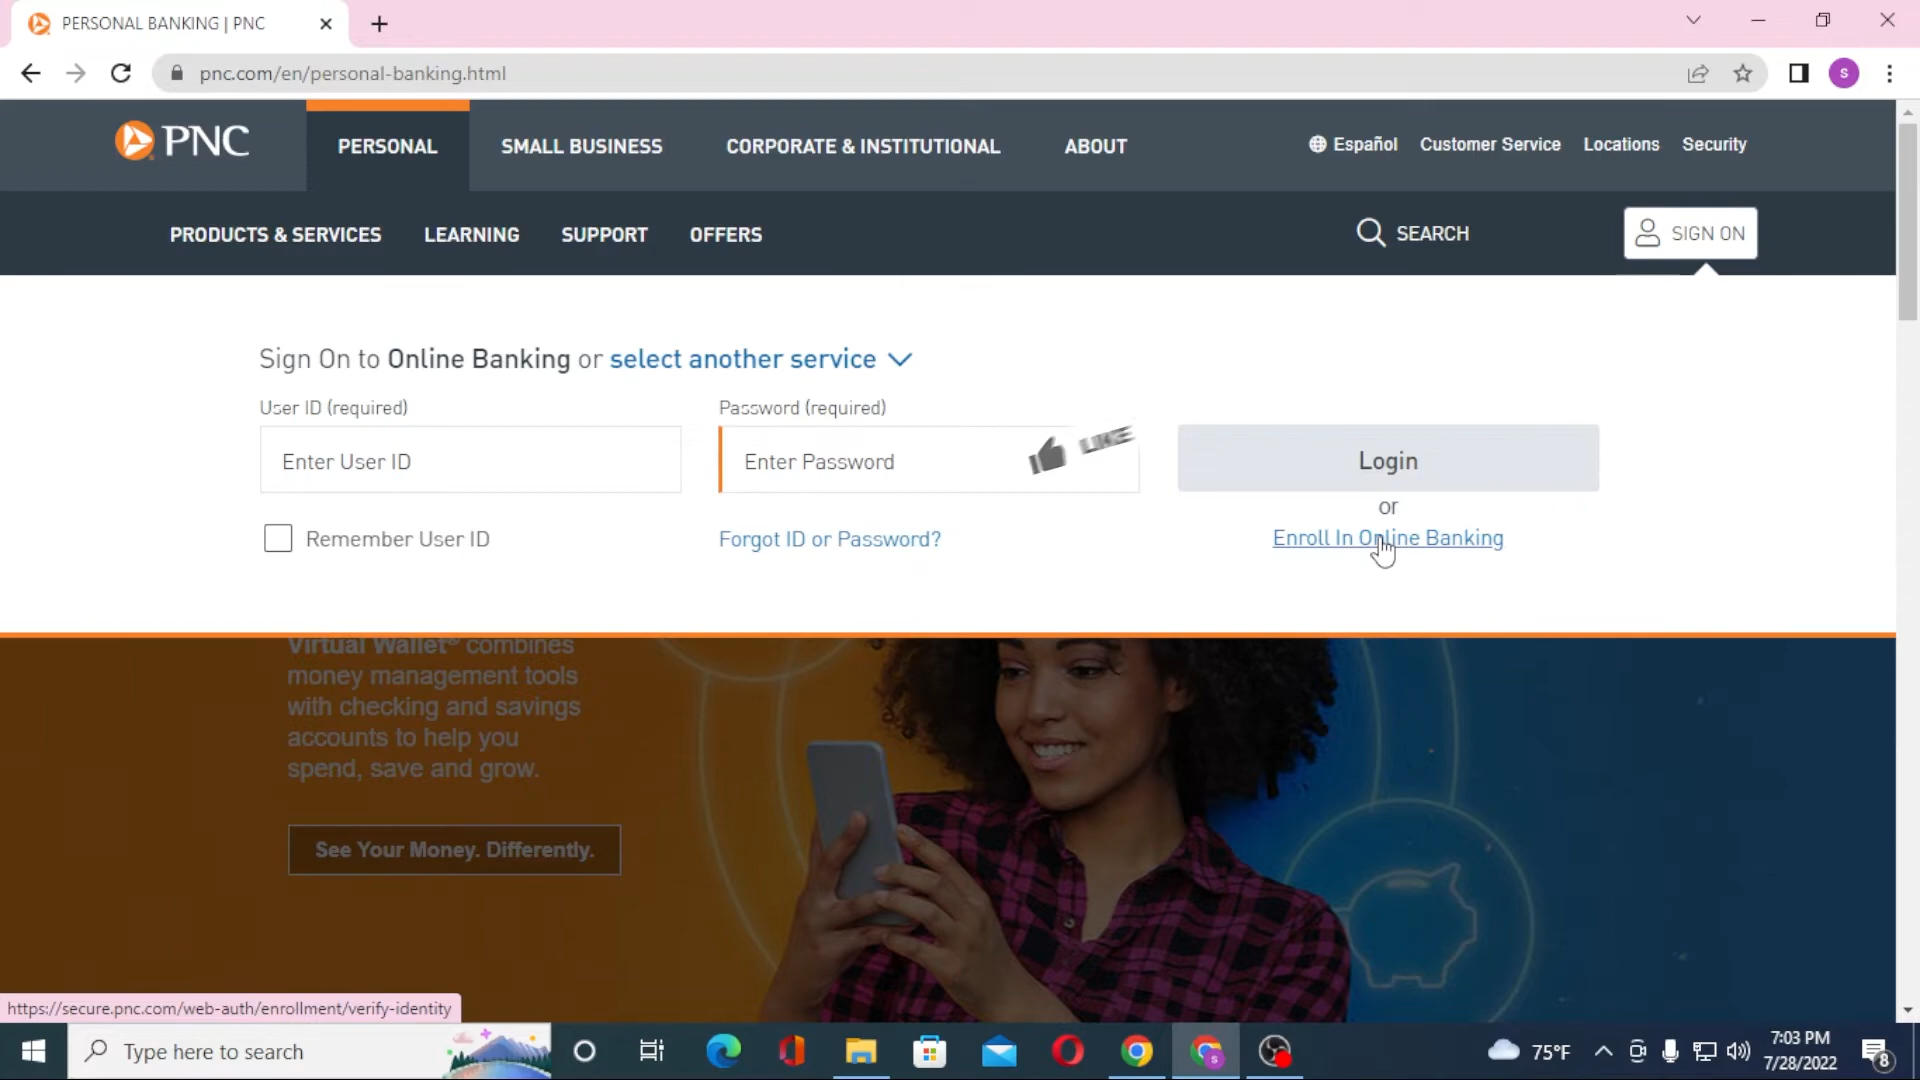 PERSONAL BANKING | PNC
pnc.com/en/personal-banking.html
S
PNC
PERSONAL
SMALL BUSINESS
CORPORATE & INSTITUTIONAL
ABOUT
Español
Customer Service
Locations
Security
PRODUCTS & SERVICES
LEARNING
SUPPORT
OFFERS
SEARCH
SIGN ON
Sign On to Online Banking or select another service
User ID (required)
Password (required)
Enter User ID
Enter Password
LIKE
Login
or
Remember User ID
Forgot ID or Password?
Enroll In Online Banking
Virtual Wallet® combines
money management tools
with checking and savings
accounts to help you
spend, save and grow.
See Your Money. Differently.
https://secure.pnc.com/web-auth/enrollment/verify-identity
Type here to search
S
75°F
7:03 PM
7/28/2022
8